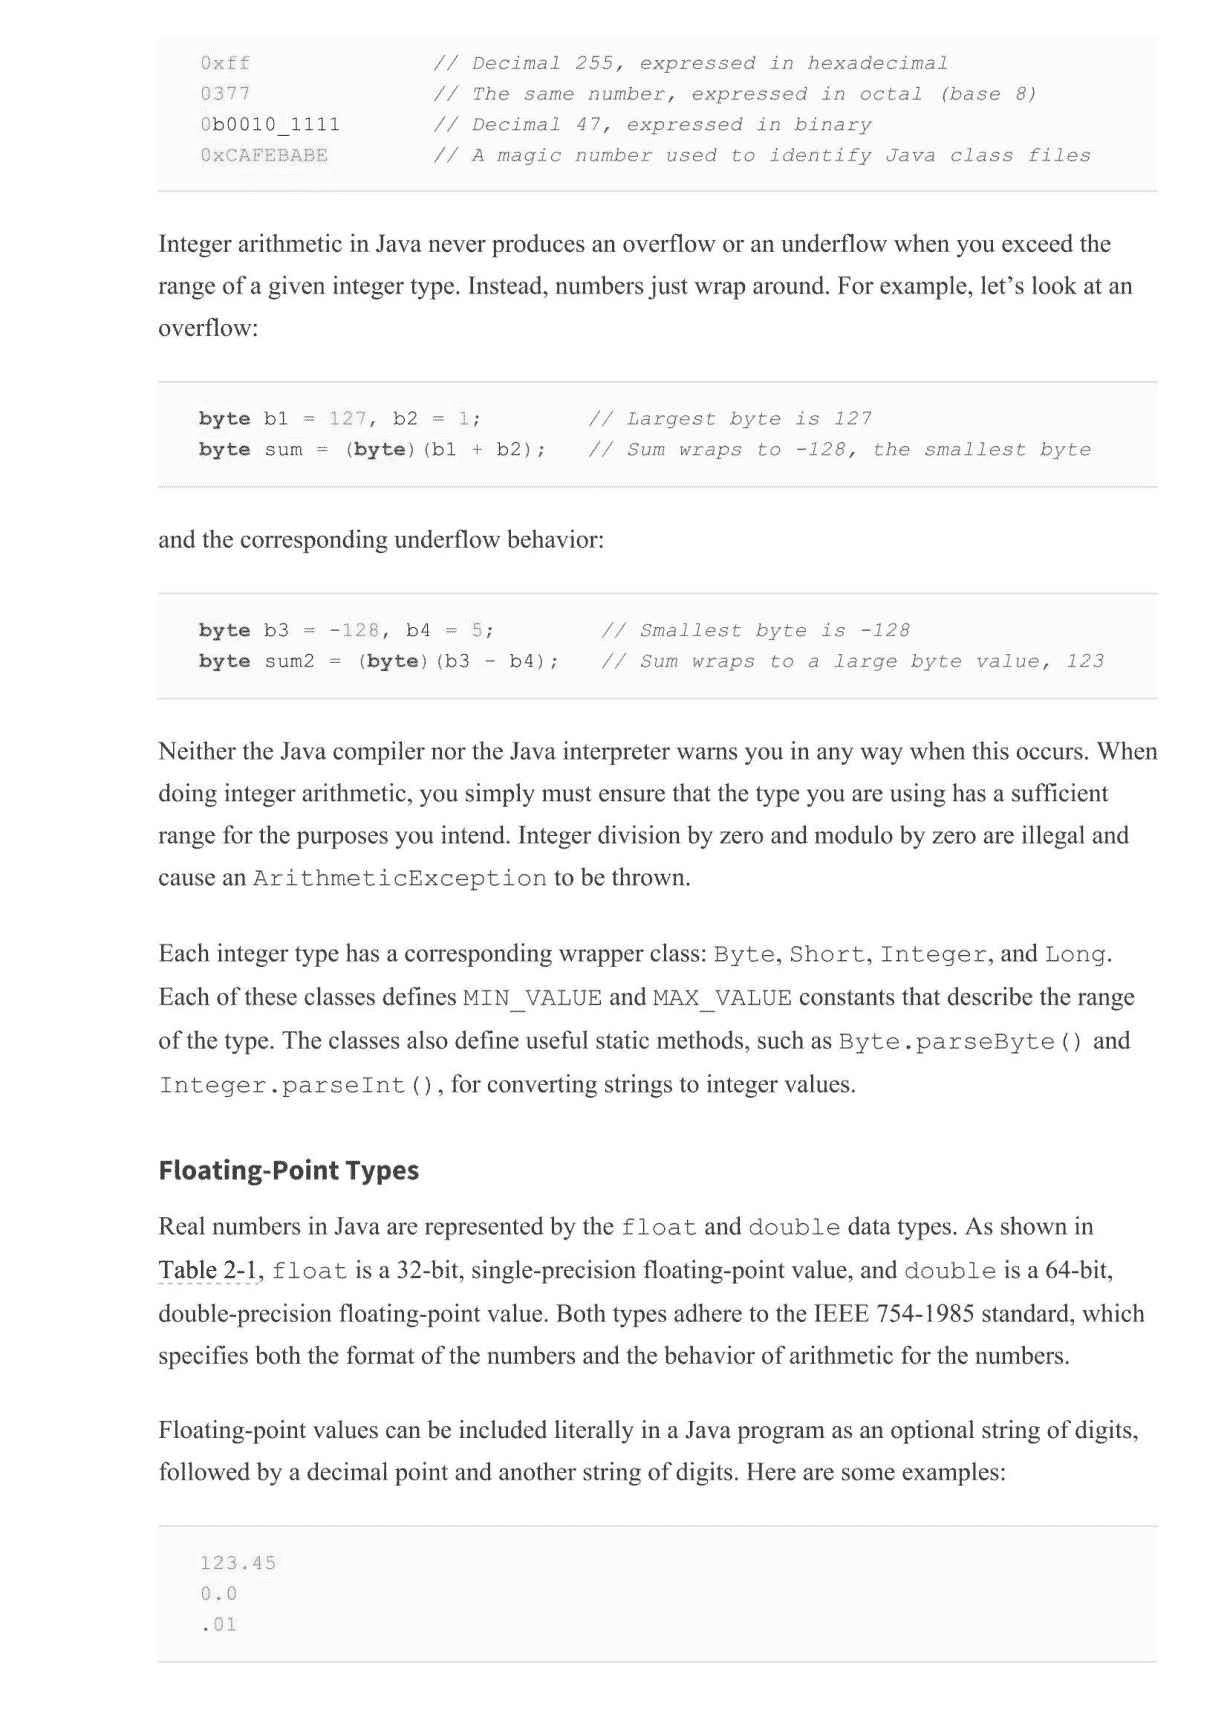 0xff // Decimal 255, expressed in hexadecimal
0377 // The same number, expressed in octal (base 8)
0b0010_1111 // Decimal 47, expressed in binary
0xCAFEBABE // A magic number used to identify Java class files
Integer arithmetic in Java never produces an overflow or an underflow when you exceed the
range of a given integer type. Instead, numbers just wrap around. For example, let’s look at an
overflow:
byte b1 = 127, b2 = 1; // Largest byte is 127
byte sum = (byte)(b1 + b2); // Sum wraps to -128, the smallest byte
and the corresponding underflow behavior:
byte b3 = -128, b4 = 5; // Smallest byte is -128
byte sum2 = (byte)(b3 - b4); // Sum wraps to a large byte value, 123
Neither the Java compiler nor the Java interpreter warns you in any way when this occurs. When
doing integer arithmetic, you simply must ensure that the type you are using has a sufficient
range for the purposes you intend. Integer division by zero and modulo by zero are illegal and
cause an ArithmeticException to be thrown.
Each integer type has a corresponding wrapper class: Byte, Short, Integer, and Long.
Each of these classes defines MIN_VALUE and MAX_VALUE constants that describe the range
of the type. The classes also define useful static methods, such as Byte.parseByte() and
Integer.parseInt(), for converting strings to integer values.
Floating-Point Types
Real numbers in Java are represented by the float and double data types. As shown in
Table 2-1, float is a 32-bit, single-precision floating-point value, and double is a 64-bit,
double-precision floating-point value. Both types adhere to the IEEE 754-1985 standard, which
specifies both the format of the numbers and the behavior of arithmetic for the numbers.
Floating-point values can be included literally in a Java program as an optional string of digits,
followed by a decimal point and another string of digits. Here are some examples:
123.45
0.0
.01